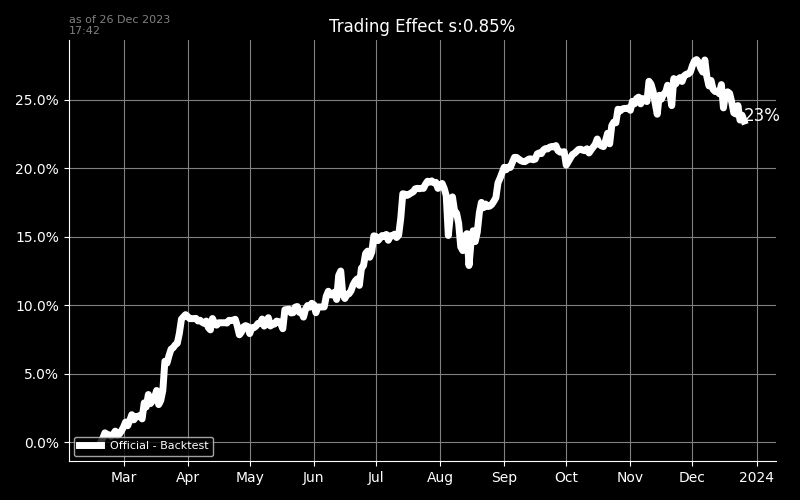 as of 26 Dec 2023
17:42
Trading Effect s:0.85%
25.0%
20.0%
15.0%
10.0%
5.0%
0.0%
23%
Official - Backtest
Mar Apr May Jun Jul Aug Sep Oct Nov Dec 2024